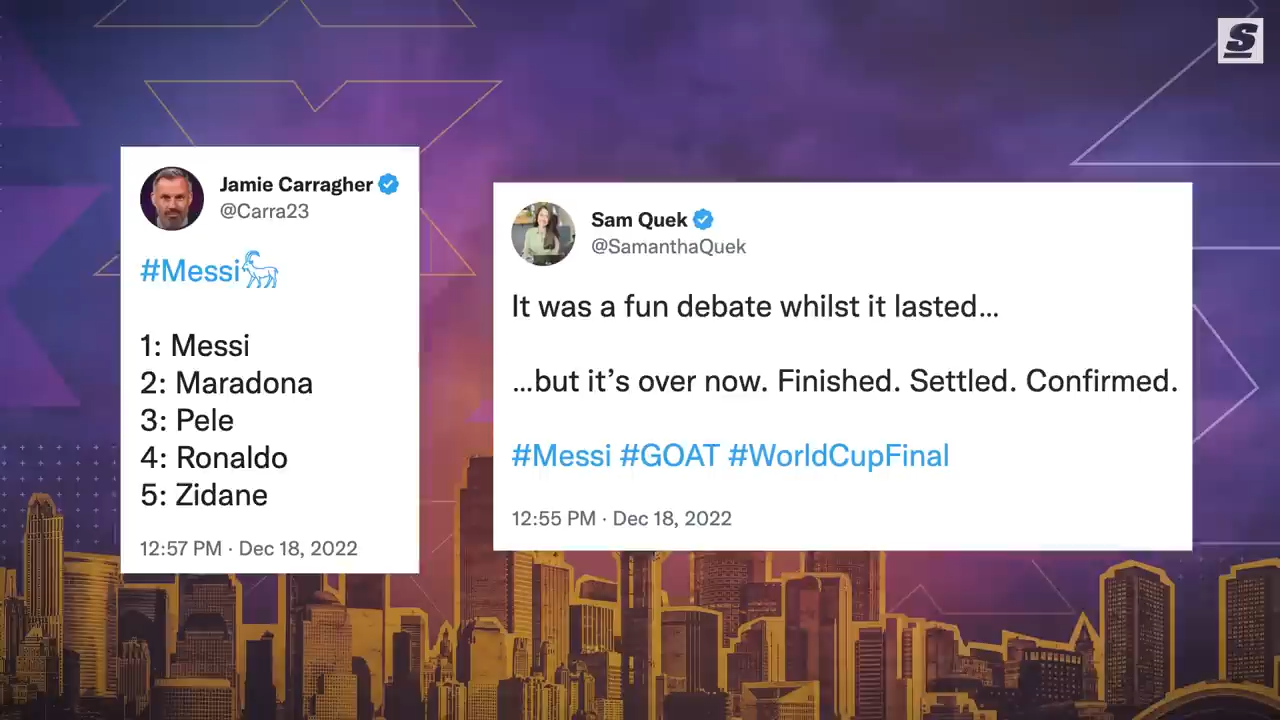 S
Jamie Carragher
@Carra23
#Messi
1: Messi
2: Maradona
3: Pele
4: Ronaldo
5: Zidane
12:57 PM · Dec 18, 2022
Sam Quek
@SamanthaQuek
It was a fun debate whilst it lasted...
...but it’s over now. Finished. Settled. Confirmed.
#Messi #GOAT #WorldCupFinal
12:55 PM · Dec 18, 2022